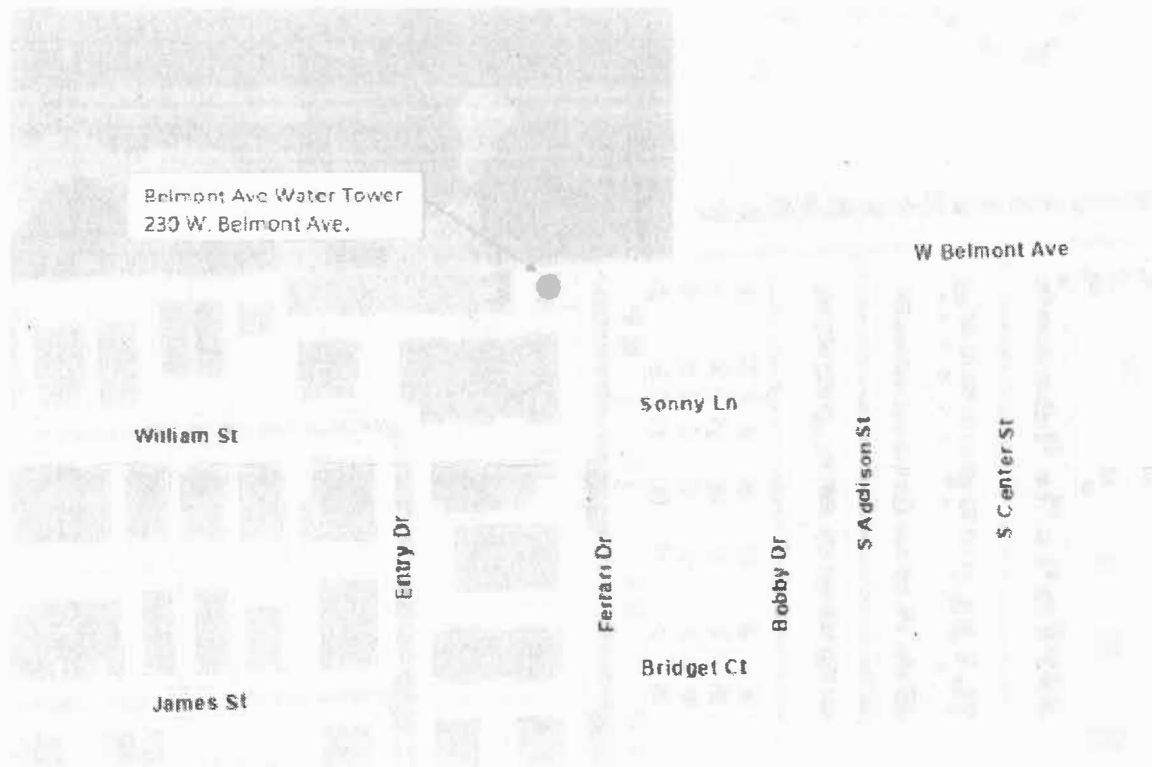 Belmont Ave Water Tower
230 W. Belmont Ave.
W Belmont Ave
Sonny Ln
William St
S Addison St
S Center St
Entry Dr
Ferrari Dr
Bobby Dr
Bridget Ct
James St